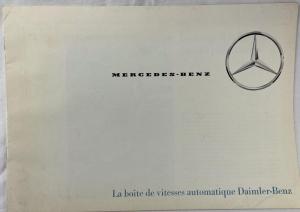 MERCEDES-BENZ
La boîte de vitesses automatique Daimler-Benz